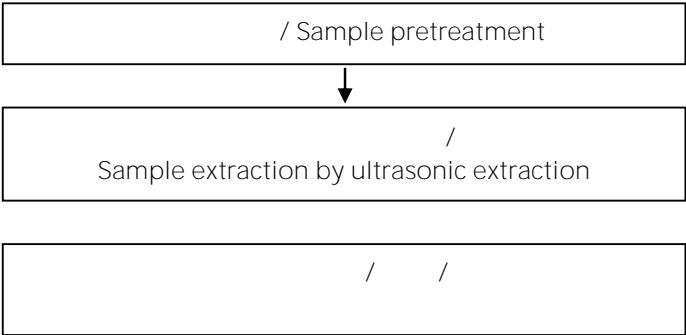 / Sample pretreatment
/
Sample extraction by ultrasonic extraction
/ /